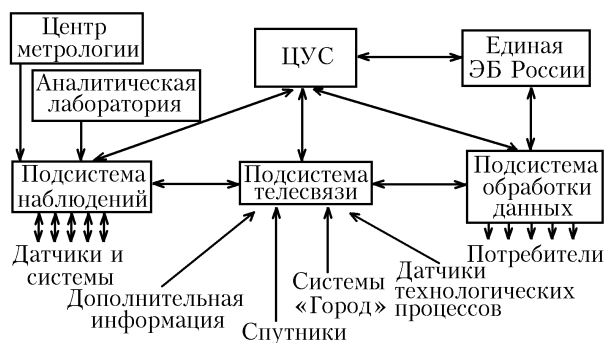 Центр
метрологии
Аналитическая
лаборатория
ЦУС
Единая
ЭБ России
Подсистема
наблюдений
Подсистема
телесвязи
Подсистема
обработки
данных
Датчики и
системы
Дополнительная
информация
Спутники
Системы
«Город»
Датчики
технологических
процессов
Потребители